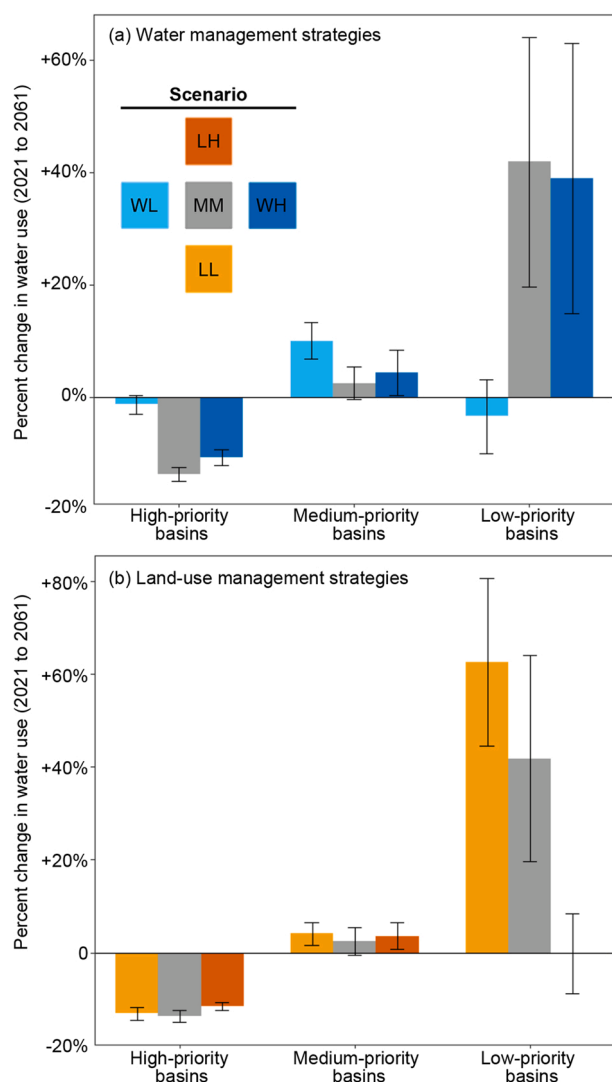 (a) Water management strategies
Percent change in water use (2021 to 2061)
+60%
+40%
+20%
0%
-20%
Scenario
LH
WL MM WH
LL
High-priority basins
Medium-priority basins
Low-priority basins
(b) Land-use management strategies
Percent change in water use (2021 to 2061)
+80%
+60%
+40%
+20%
0
-20%
High-priority basins
Medium-priority basins
Low-priority basins